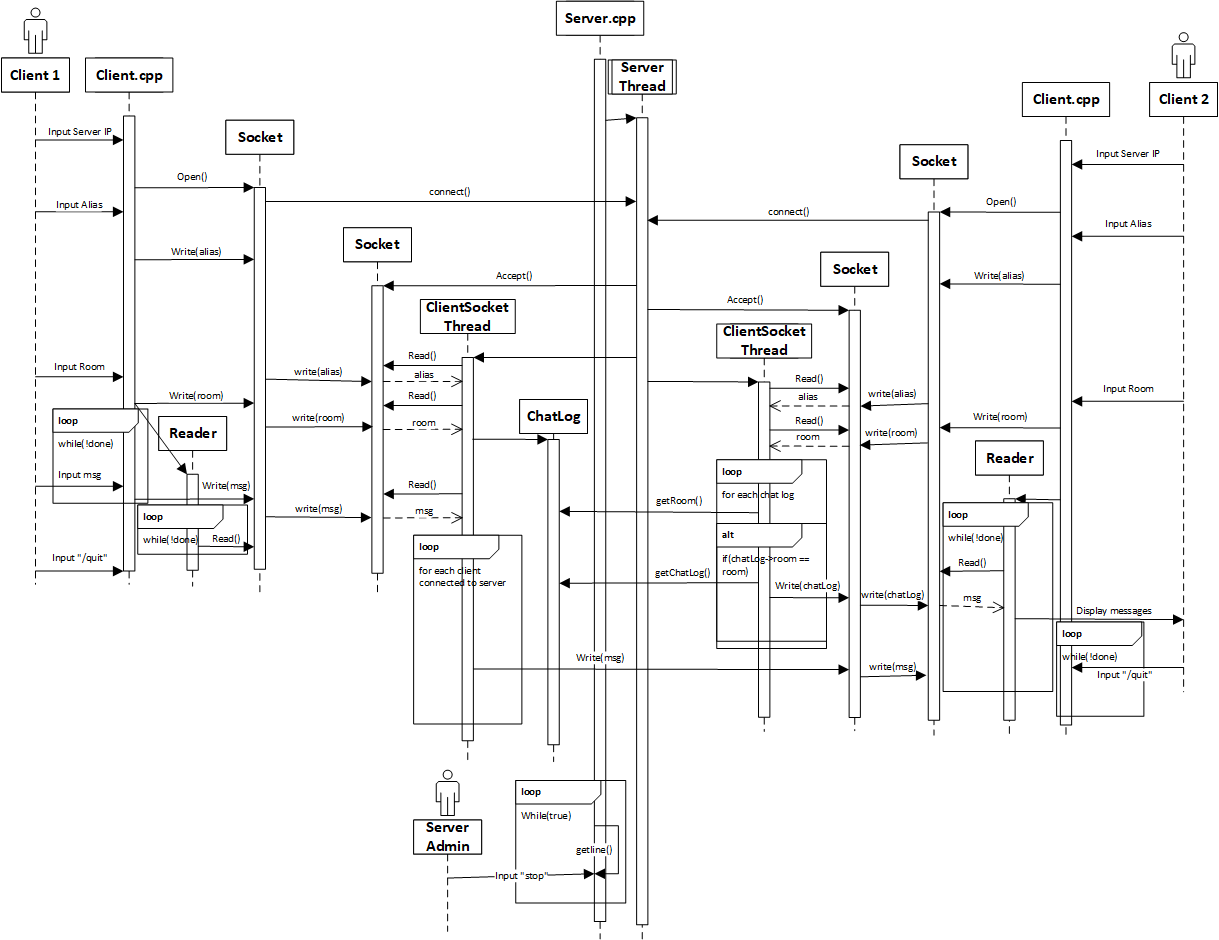 Server.cpp
Server
Thread
Client 1
Client.cpp
Client.cpp
Client 2
Input Server IP
Socket
Socket
Input Server IP
Open()
connect()
Open()
Input Alias
connect()
Input Alias
Write(alias)
Socket
Socket
Write(alias)
Accept()
Accept()
ClientSocket
Thread
ClientSocket
Thread
Input Room
write(alias)
Read()
alias
Read()
alias
write(alias)
Input Room
Write(room)
Read()
ChatLog
Read()
Write(room)
loop
while(!done)
Reader
write(room)
room
room
write(room)
Reader
Input msg
Write(msg)
Read()
loop
for each chat log
getRoom()
write(msg)
msg
loop
while(!done)
Read()
loop
while(!done)
alt
if(chatLog->room ==
room)
loop
for each client
connected to server
Input "/quit"
getChatLog()
Write(chatLog)
write(chatLog)
Read()
msg
Display messages
loop
while(!done)
Write(msg)
write(msg)
Input "/quit"
Server
Admin
loop
While(true)
getline()
Input "stop"